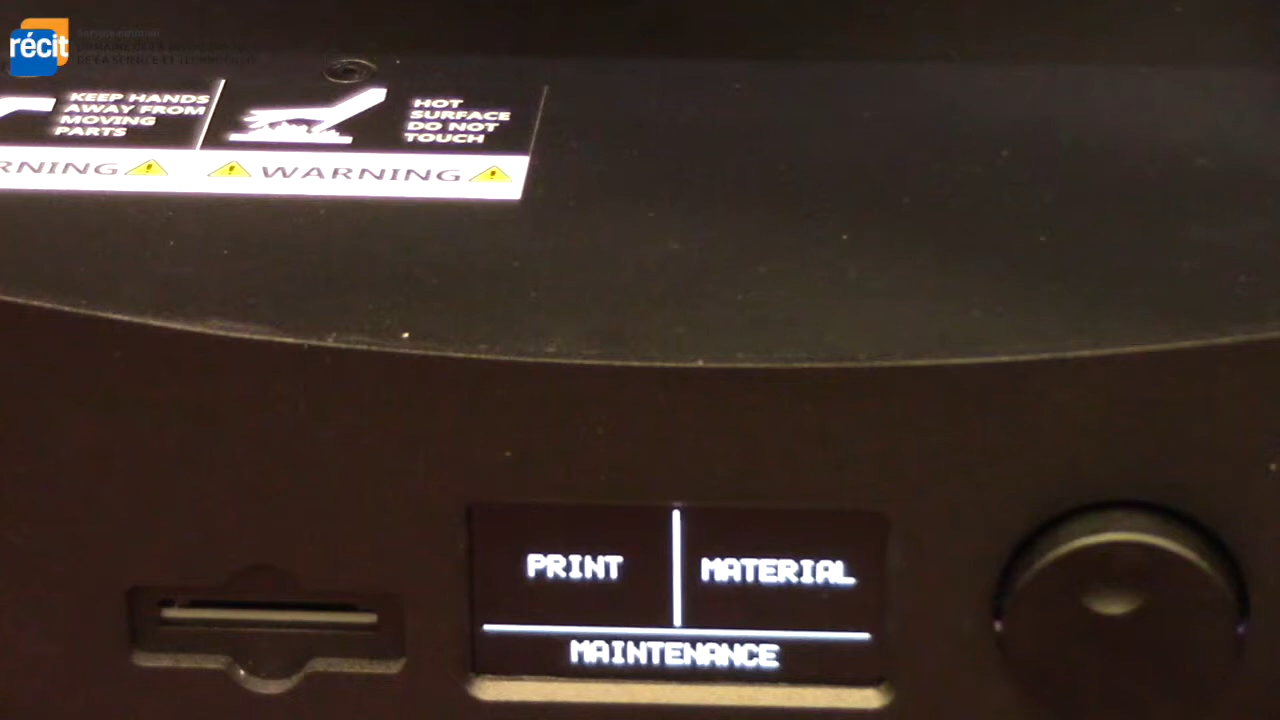 récit
KEEP HANDS
AWAY FROM
MOVING
PARTS
HOT
SURFACE
DO NOT
TOUCH
RNING
WARNING
PRINT
MATERIAL
MAINTENANCE